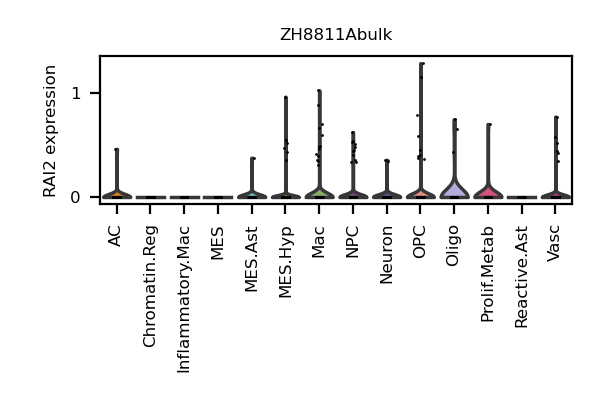 ZH8811Abulk
RAI2 expression
1
0
AC
Chromatin.Reg
Inflammatory.Mac
MES
MES.Ast
MES.Hyp
Mac
NPC
Neuron
OPC
Oligo
Prolif.Metab
Reactive.Ast
Vasc